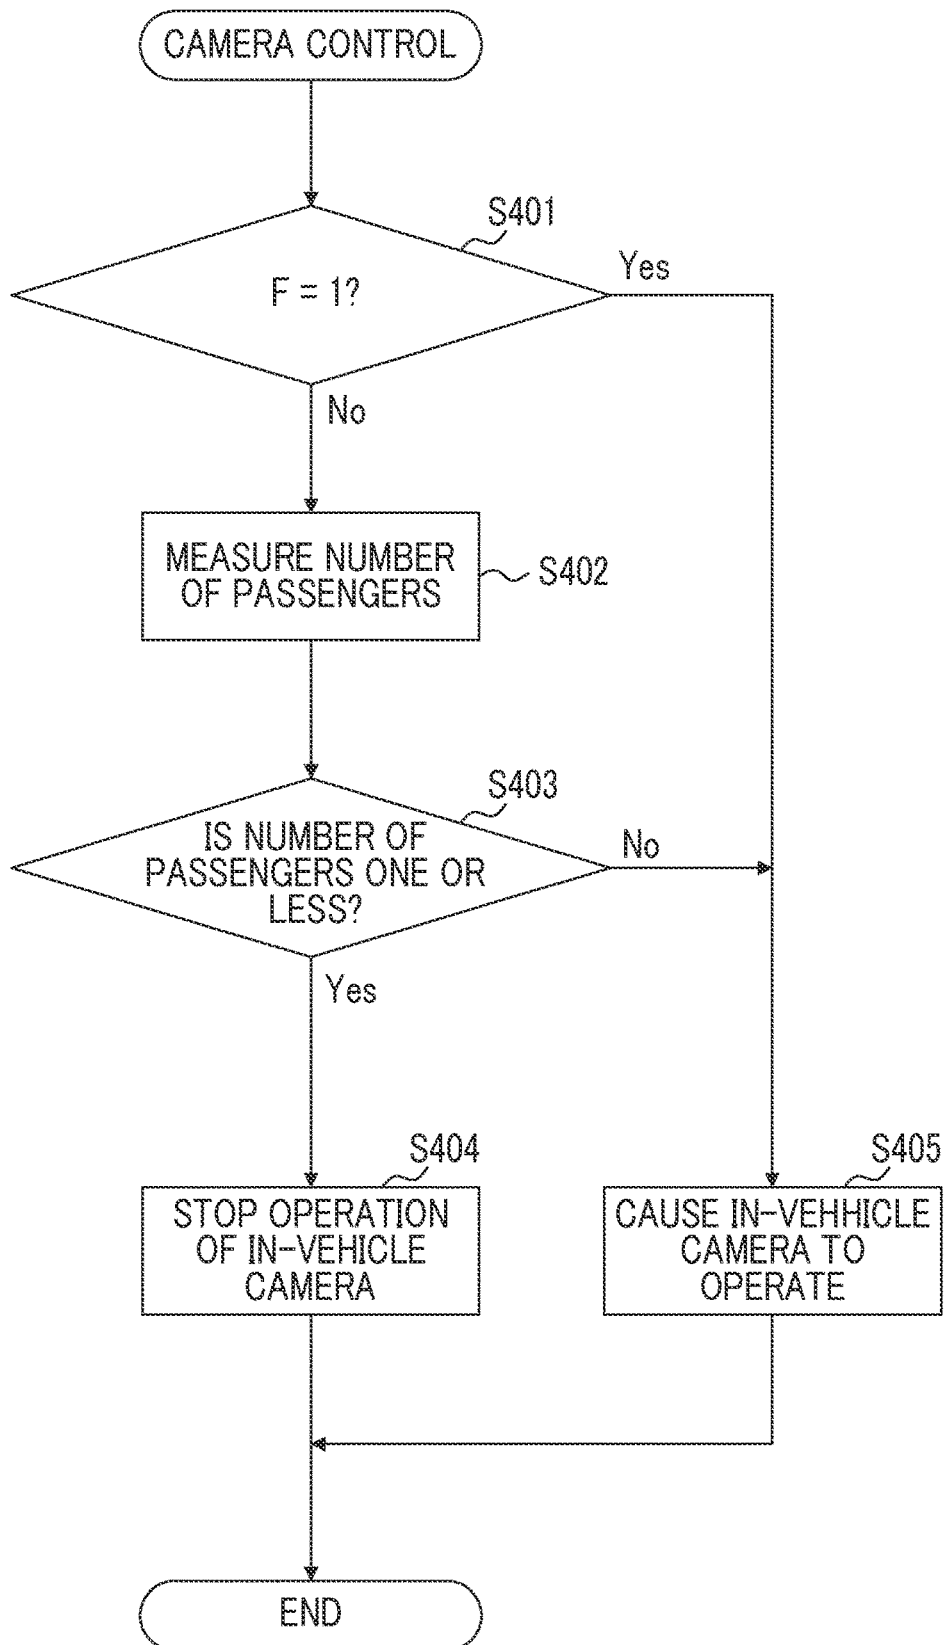 CAMERA CONTROL
S401
F = 1?
Yes
No
MEASURE NUMBER
OF PASSENGERS
S402
S403
IS NUMBER OF
PASSENGERS ONE OR
LESS?
No
Yes
S404
STOP OPERATION
OF IN-VEHICLE
CAMERA
S405
CAUSE IN-VEHHICLE
CAMERA TO
OPERATE
END